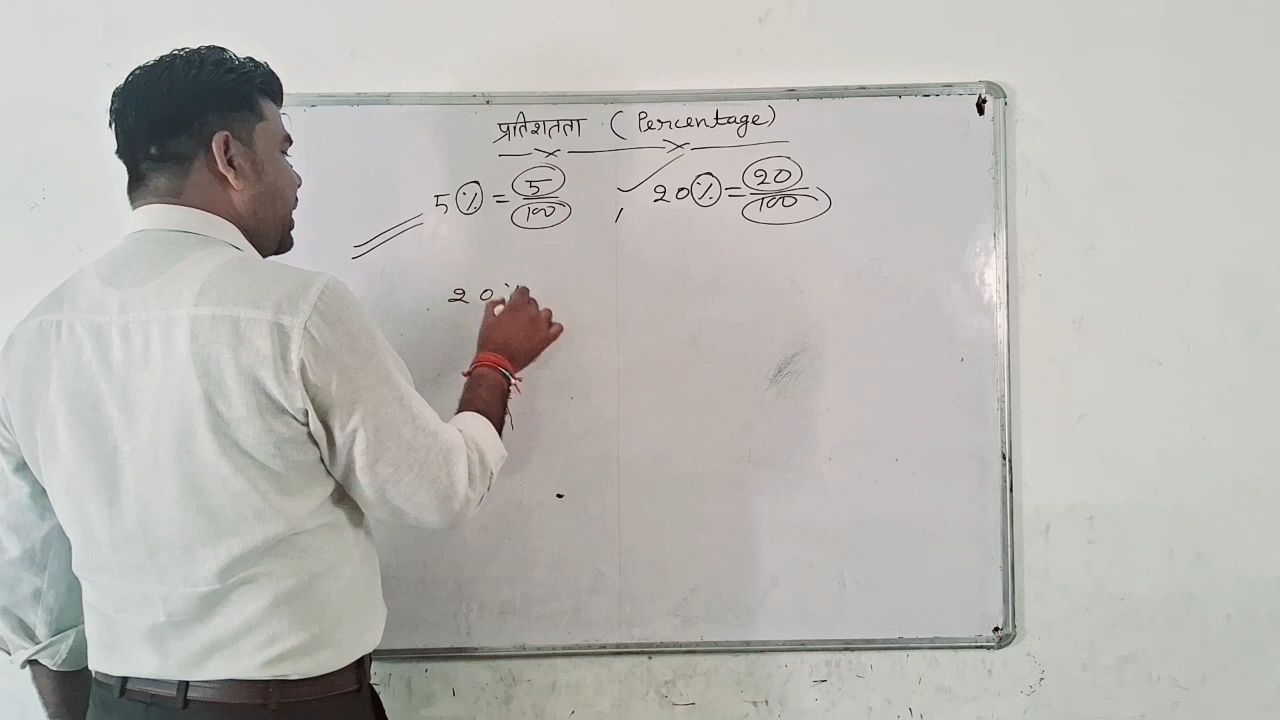 प्रतिशतता ( Percentage )
5 % = 5/100 , 20 % = 20/100
20 %